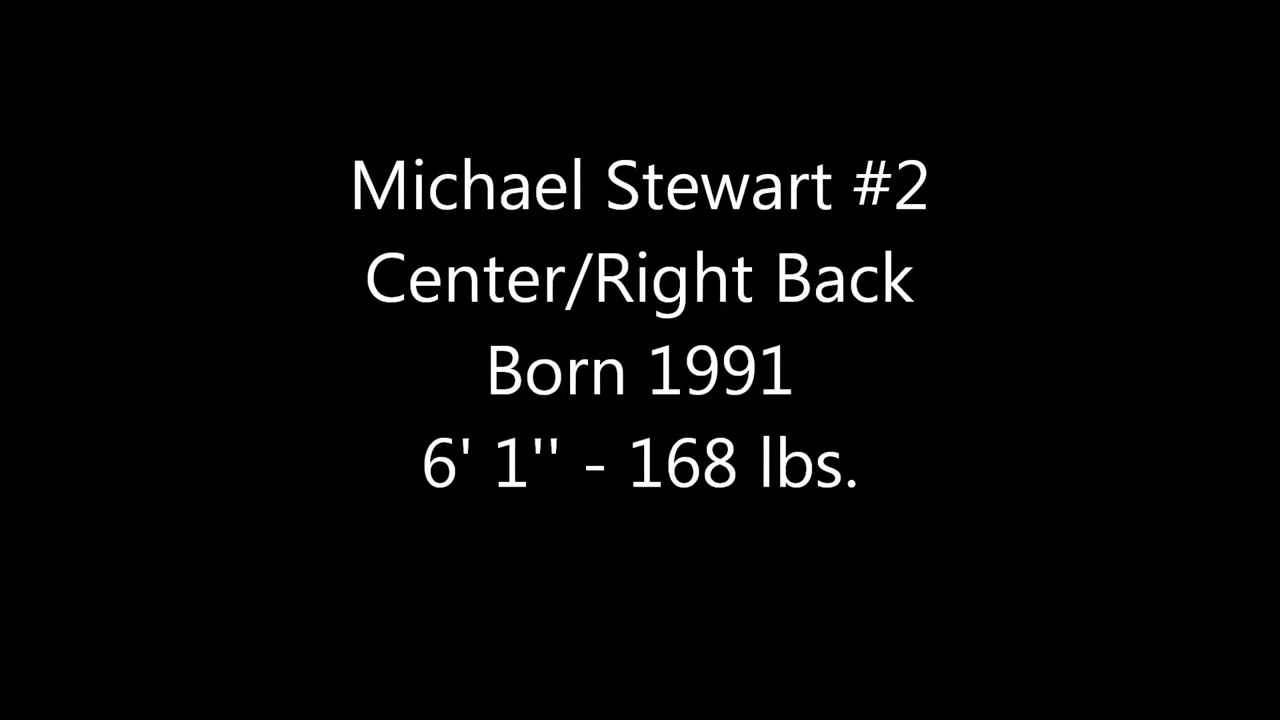 Michael Stewart #2
Center/Right Back
Born 1991
6' 1'' - 168 lbs.